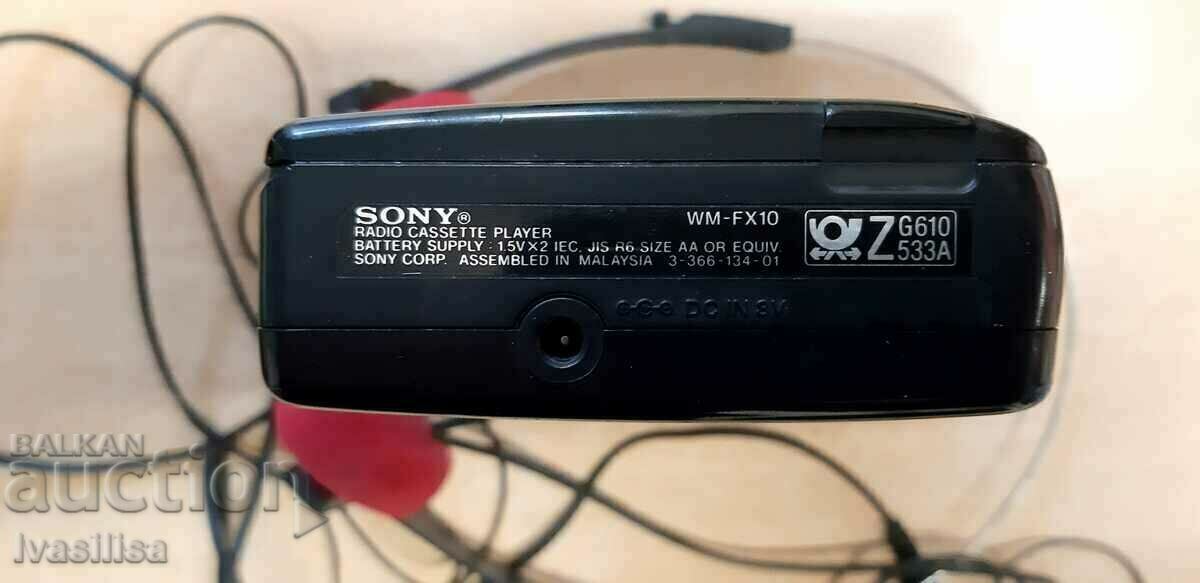 SONY® WM-FX10
RADIO CASSETTE PLAYER
BATTERY SUPPLY : 1.5V×2 IEC, JIS R6 SIZE AA OR EQUIV.
SONY CORP. ASSEMBLED IN MALAYSIA 3-366-134-01
Z G610
533A
DC IN 3V
BALKAN
auction
Ivasilisa